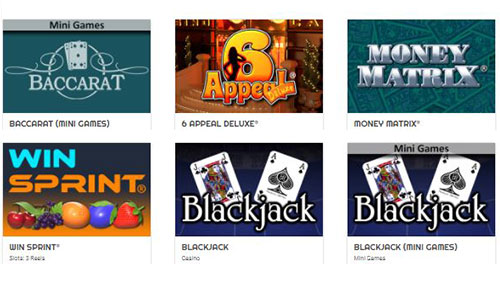 Mini Games
BACCARAT
BACCARAT (MINI GAMES)
6
Appeal®
DELUXE
6 APPEAL DELUXE®
MONEY
MATRIX®
MONEY MATRIX®
WIN
SPRINT®
WIN SPRINT®
Slots: 3 Reels
Blackjack
BLACKJACK
Casino
Mini Games
Blackjack
BLACKJACK (MINI GAMES)
Mini Games